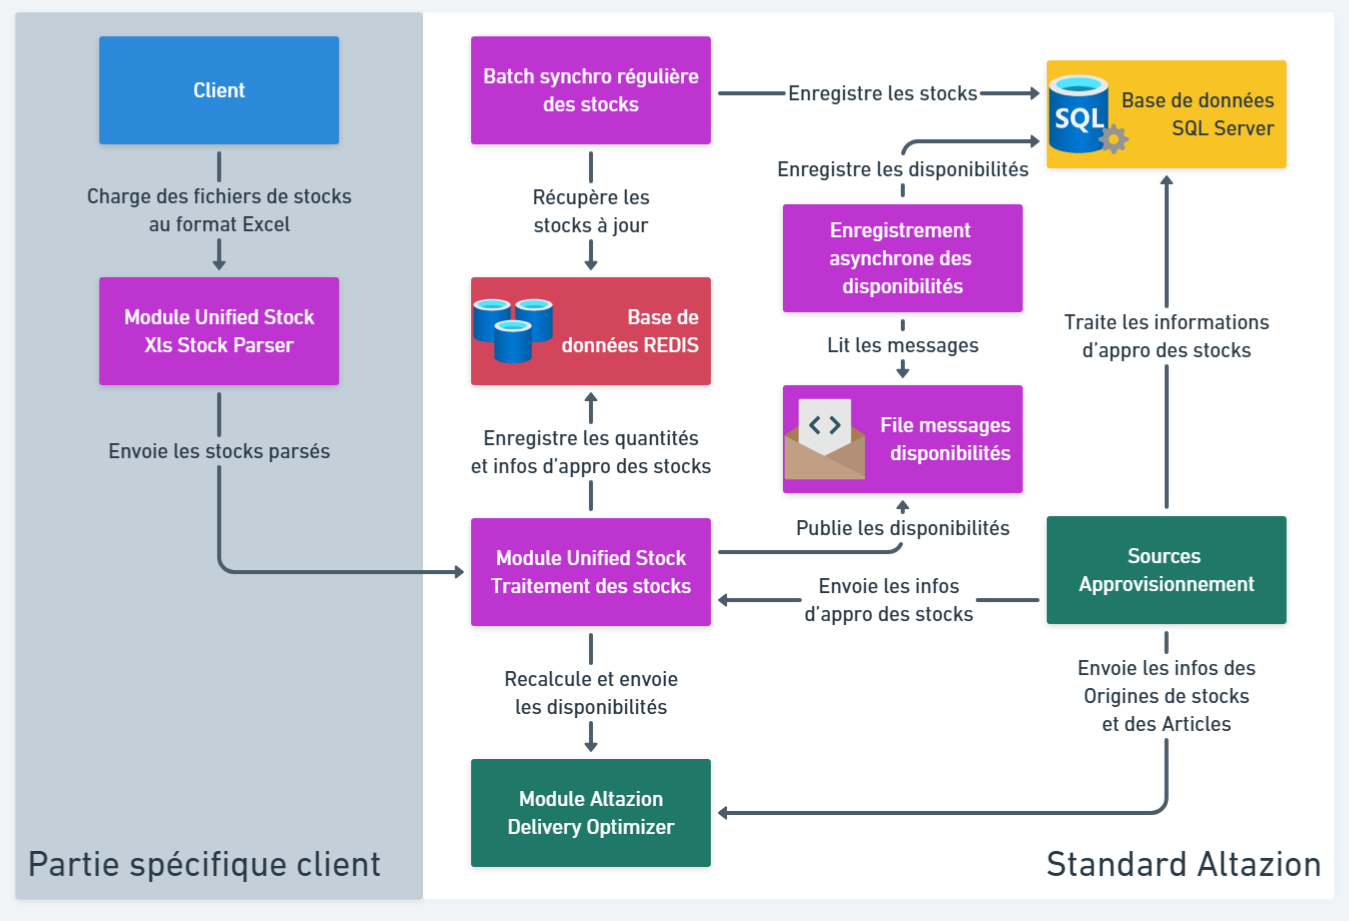 Client
Charge des fichiers de stocks
au format Excel
Module Unified Stock
Xls Stock Parser
Envoie les stocks parsés
Partie spécifique client
Batch synchro régulière
des stocks
Enregistre les stocks
Base de données
SQL Server
SQL
Récupère les
stocks à jour
Enregistre les disponibilités
Enregistrement
asynchrone des
disponibilités
Base de
données REDIS
Lit les messages
Traite les informations
d'appro des stocks
File messages
disponibilités
Enregistre les quantités
et infos d'appro des stocks
Publie les disponibilités
Module Unified Stock
Traitement des stocks
Envoie les infos
d'appro des stocks
Sources
Approvisionnement
Recalcule et envoie
les disponibilités
Envoie les infos des
Origines de stocks
et des Articles
Module Altazion
Delivery Optimizer
Standard Altazion